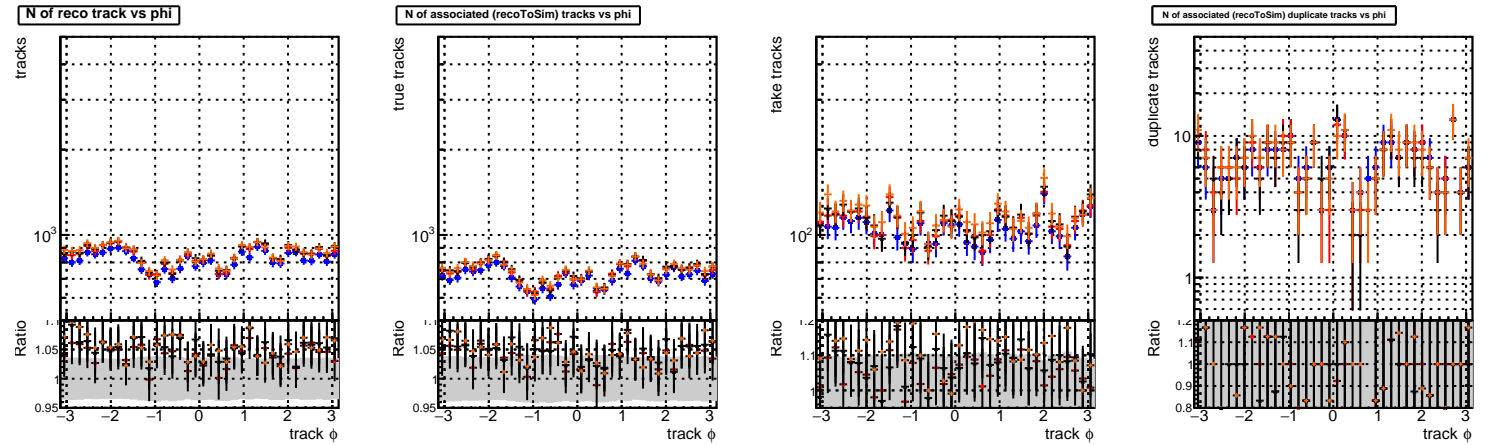 N of reco track vs phi
tracks
10³
Ratio
1.1
1.05
1
0.95
−3 −2 −1 0 1 2 3
track ϕ
N of associated (recoToSim) tracks vs phi
true tracks
10³
Ratio
1.1
1.05
1
0.95
−3 −2 −1 0 1 2 3
track ϕ
fake tracks
10²
Ratio
1.2
1.1
1
−3 −2 −1 0 1 2 3
track ϕ
N of associated (recoToSim) duplicate tracks vs phi
duplicate tracks
10
1
Ratio
1.2
1.1
1
0.9
0.8
−3 −2 −1 0 1 2 3
track ϕ